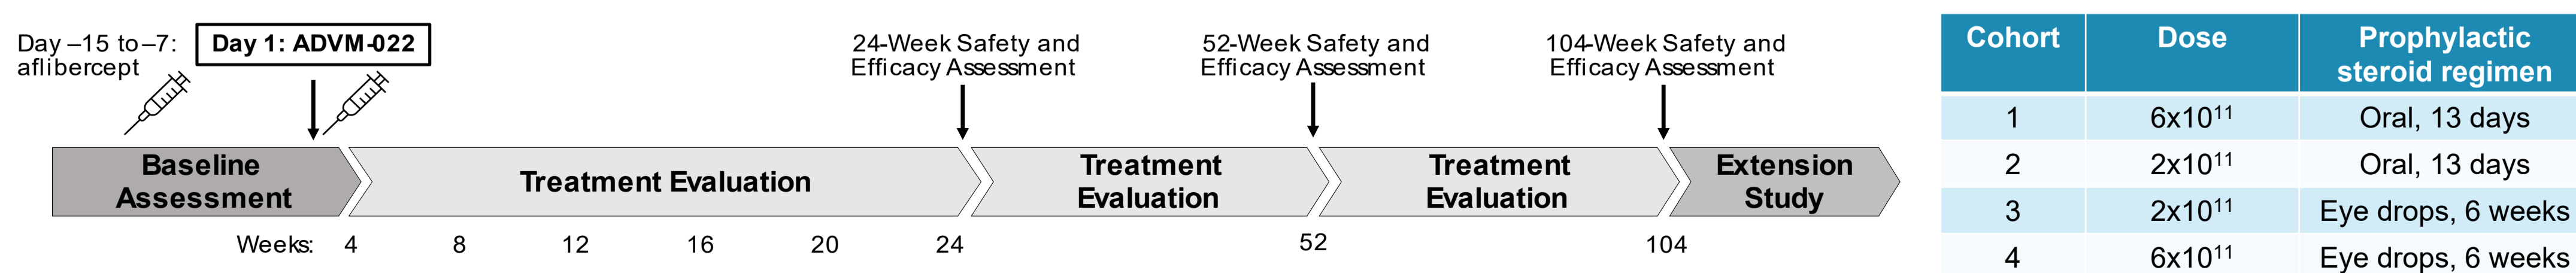 Day –15 to –7:
aflibercept
Day 1: ADVM-022
24-Week Safety and
Efficacy Assessment
52-Week Safety and
Efficacy Assessment
104-Week Safety and
Efficacy Assessment
Baseline
Assessment
Treatment Evaluation
Treatment
Evaluation
Treatment
Evaluation
Extension
Study
Weeks: 4 8 12 16 20 24 52 104
Cohort Dose Prophylactic
steroid regimen
1 6x10¹¹ Oral, 13 days
2 2x10¹¹ Oral, 13 days
3 2x10¹¹ Eye drops, 6 weeks
4 6x10¹¹ Eye drops, 6 weeks